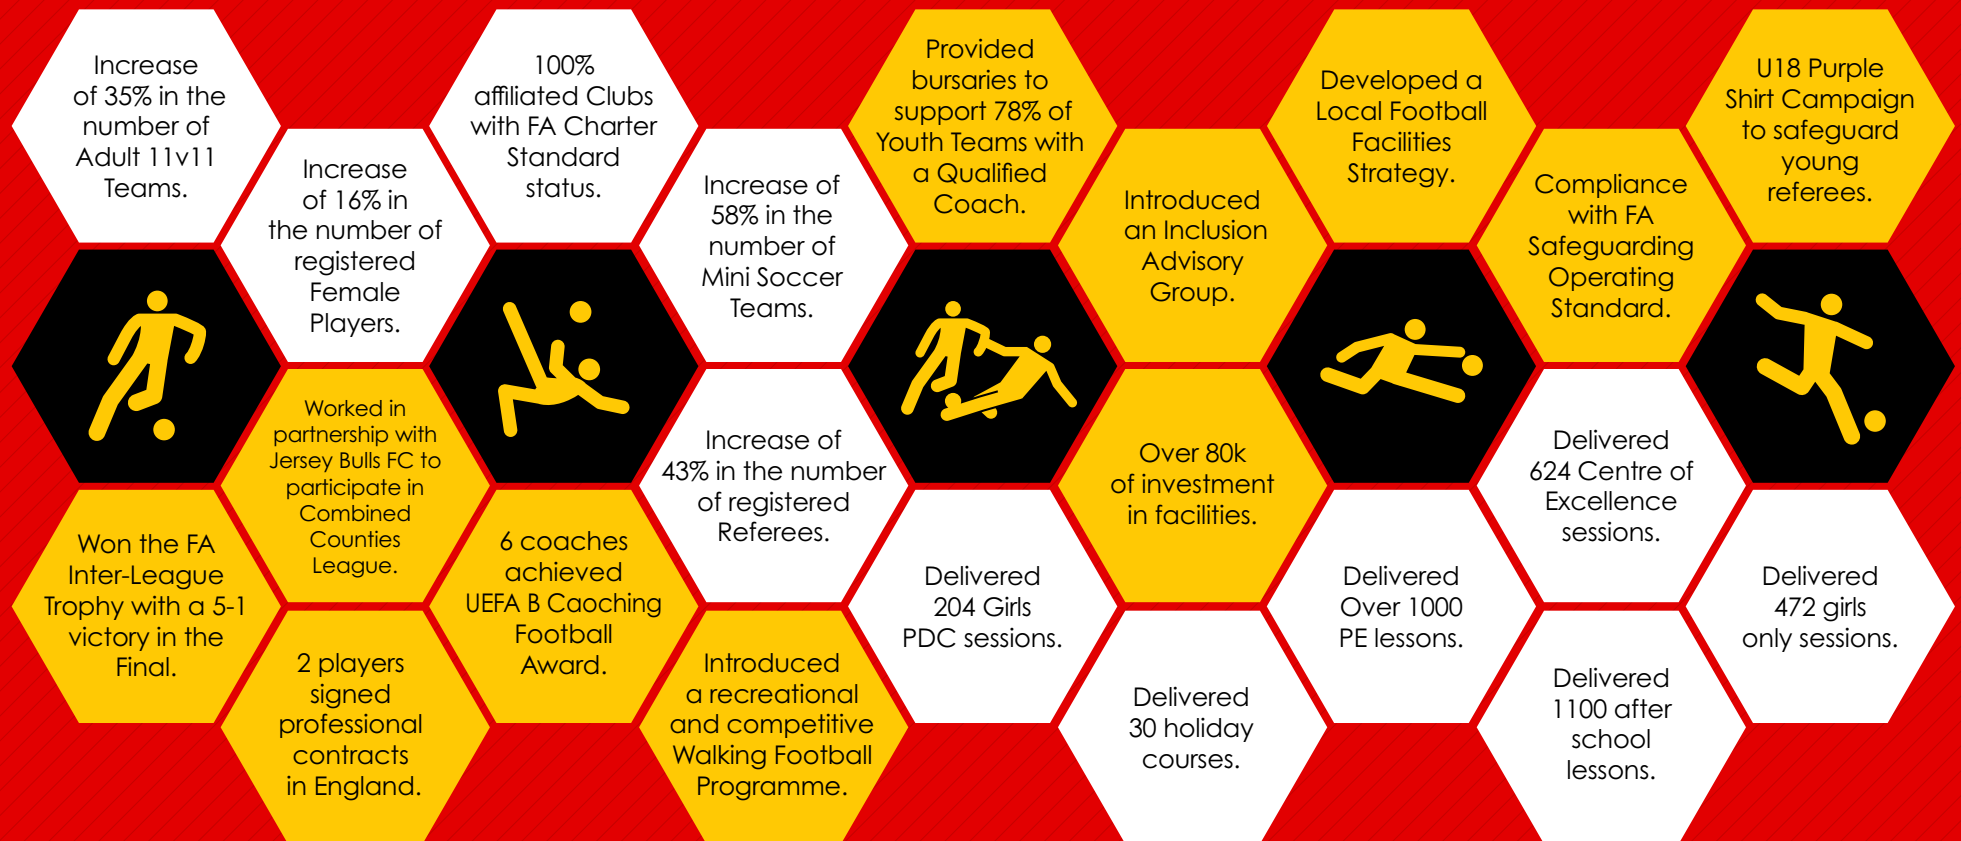 Increase
of 35% in the
number of
Adult 11v11
Teams.
Increase
of 16% in
the number of
registered
Female
Players.
100%
affiliated Clubs
with FA Charter
Standard
status.
Increase of
58% in the
number of
Mini Soccer
Teams.
Provided
bursaries to
support 78% of
Youth Teams with
a Qualified
Coach.
Introduced
an Inclusion
Advisory
Group.
Developed a
Local Football
Facilities
Strategy.
Compliance
with FA
Safeguarding
Operating
Standard.
U18 Purple
Shirt Campaign
to safeguard
young
referees.
Worked in
partnership with
Jersey Bulls FC to
participate in
Combined
Counties
League.
Increase of
43% in the number
of registered
Referees.
Over 80k
of investment
in facilities.
Delivered
624 Centre of
Excellence
sessions.
Won the FA
Inter-League
Trophy with a 5-1
victory in the
Final.
2 players
signed
professional
contracts
in England.
6 coaches
achieved
UEFA B Caoching
Football
Award.
Introduced
a recreational
and competitive
Walking Football
Programme.
Delivered
204 Girls
PDC sessions.
Delivered
30 holiday
courses.
Delivered
Over 1000
PE lessons.
Delivered
1100 after
school
lessons.
Delivered
472 girls
only sessions.